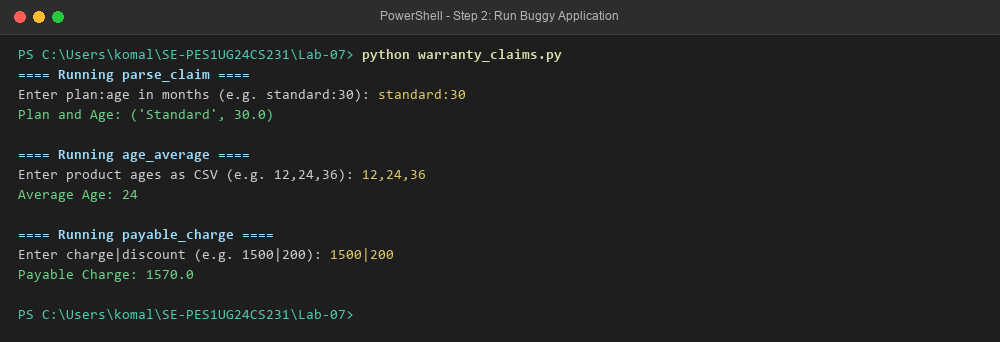 PowerShell - Step 2: Run Buggy Application
PS C:\Users\komal\SE-PES1UG24CS231\Lab-07> python warranty_claims.py
==== Running parse_claim ====
Enter plan:age in months (e.g. standard:30): standard:30
Plan and Age: ('Standard', 30.0)
==== Running age_average ====
Enter product ages as CSV (e.g. 12,24,36): 12,24,36
Average Age: 24
==== Running payable_charge ====
Enter charge|discount (e.g. 1500|200): 1500|200
Payable Charge: 1570.0
PS C:\Users\komal\SE-PES1UG24CS231\Lab-07>